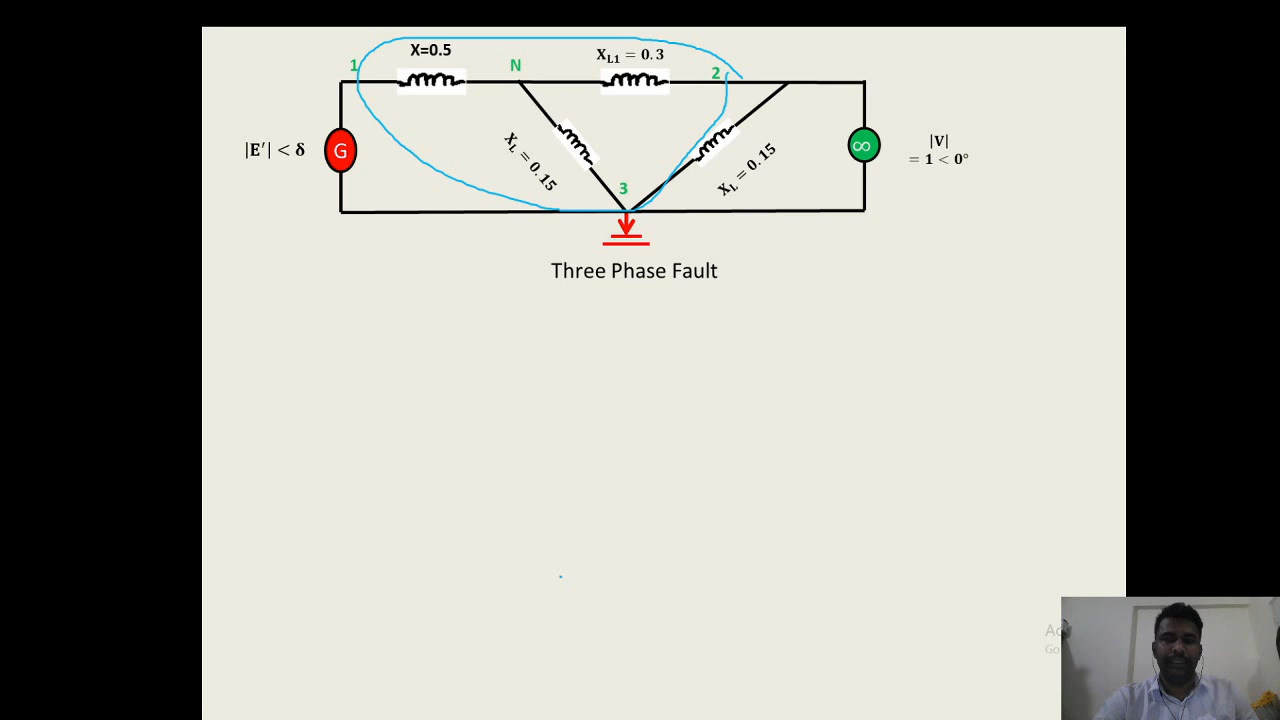 X=0.5
X_L1 = 0.3
1
N
2
|E′| < δ
G
X_L = 0.15
X_L = 0.15
3
∞
|V|
= 1 < 0°
Three Phase Fault
Go